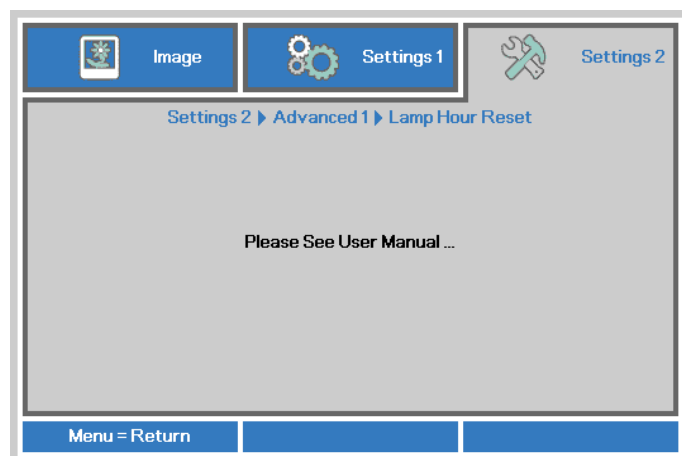 Image
Settings 1
Settings 2
Settings 2 ▶ Advanced 1 ▶ Lamp Hour Reset
Please See User Manual ...
Menu = Return